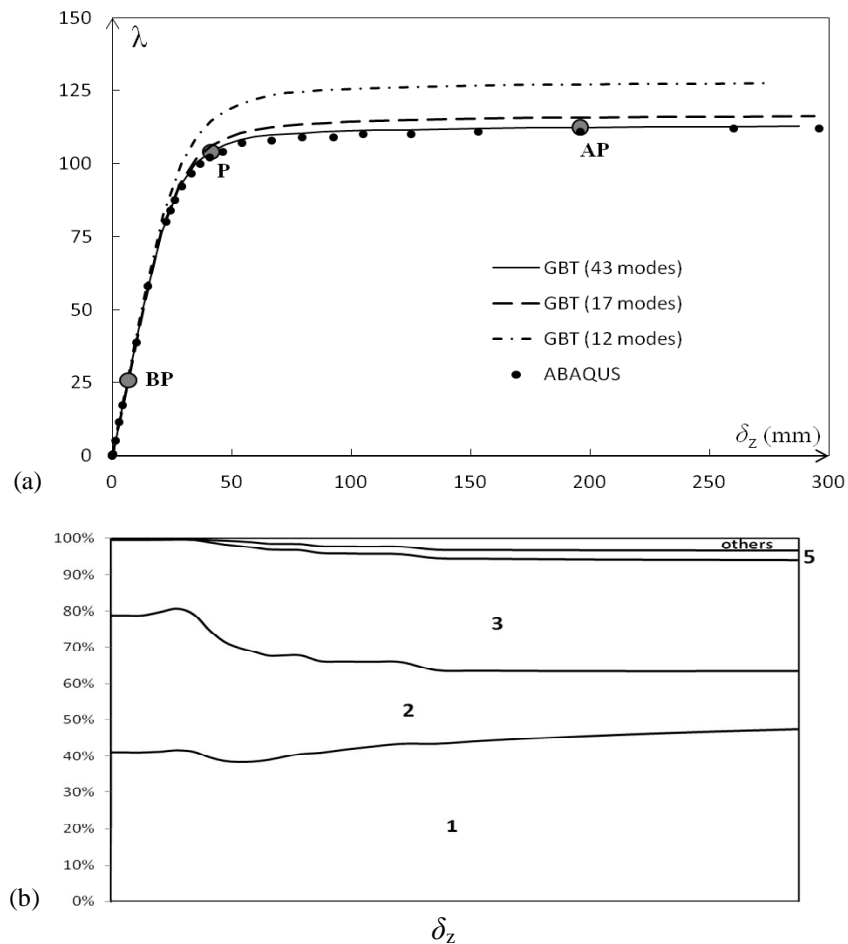 150
λ
125
100
75
50
25
0
P
AP
BP
GBT (43 modes)
GBT (17 modes)
GBT (12 modes)
ABAQUS
δz (mm)
(a)
0 50 100 150 200 250 300
100%
90%
80%
70%
60%
50%
40%
30%
20%
10%
0%
others
5
3
2
1
(b)
δz